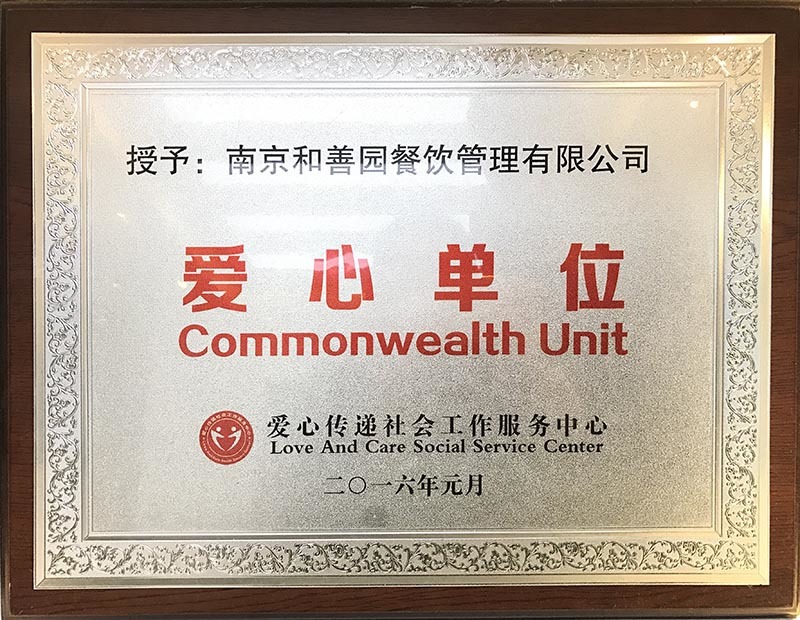 授予：南京和善园餐饮管理有限公司
爱心单位
Commonwealth Unit
爱心传递社会工作服务中心
Love And Care Social Service Center
二〇一六年元月